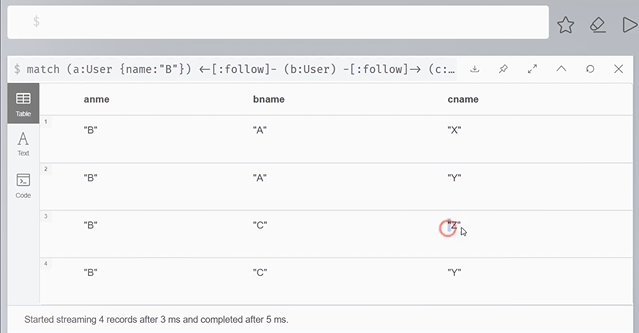 $
$ match (a:User {name:"B"}) <-[:follow]- (b:User) -[:follow]-> (c:…
Table
Text
Code
anme bname cname
1 "B" "A" "X"
2 "B" "A" "Y"
3 "B" "C" "Z"
4 "B" "C" "Y"
Started streaming 4 records after 3 ms and completed after 5 ms.